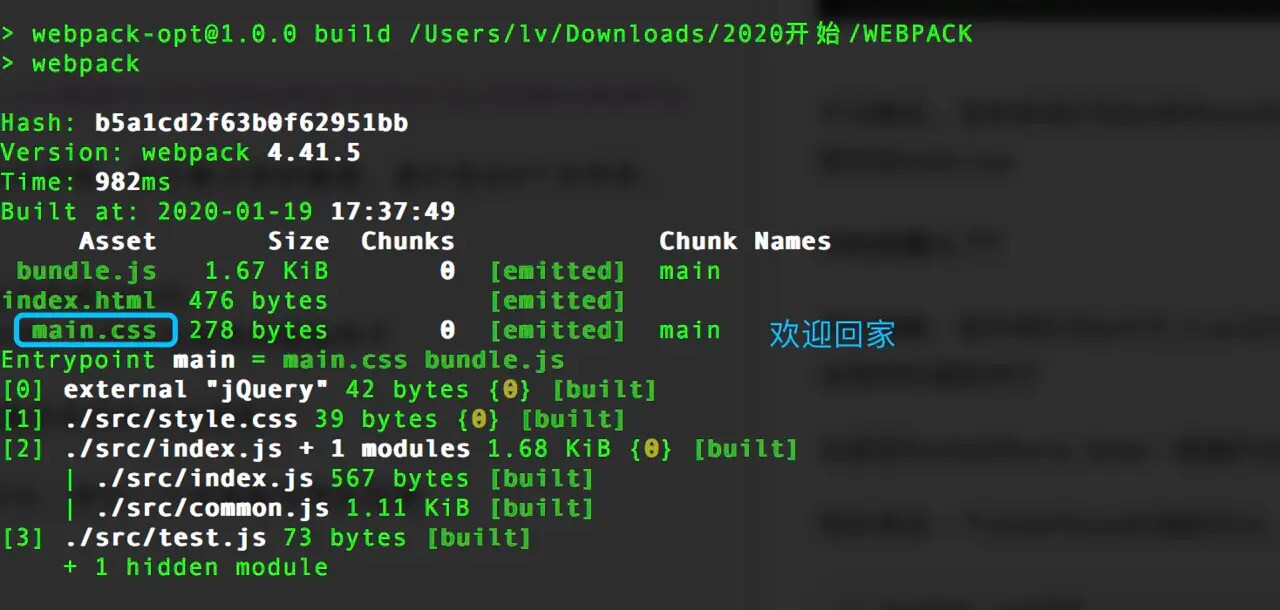 > webpack-opt@1.0.0 build /Users/lv/Downloads/2020开始/WEBPACK
> webpack
Hash: b5a1cd2f63b0f62951bb
Version: webpack 4.41.5
Time: 982ms
Built at: 2020-01-19 17:37:49
Asset Size Chunks Chunk Names
bundle.js 1.67 KiB 0 [emitted] main
index.html 476 bytes [emitted]
main.css 278 bytes 0 [emitted] main 欢迎回家
Entrypoint main = main.css bundle.js
[0] external "jQuery" 42 bytes {0} [built]
[1] ./src/style.css 39 bytes {0} [built]
[2] ./src/index.js + 1 modules 1.68 KiB {0} [built]
| ./src/index.js 567 bytes [built]
| ./src/common.js 1.11 KiB [built]
[3] ./src/test.js 73 bytes [built]
+ 1 hidden module